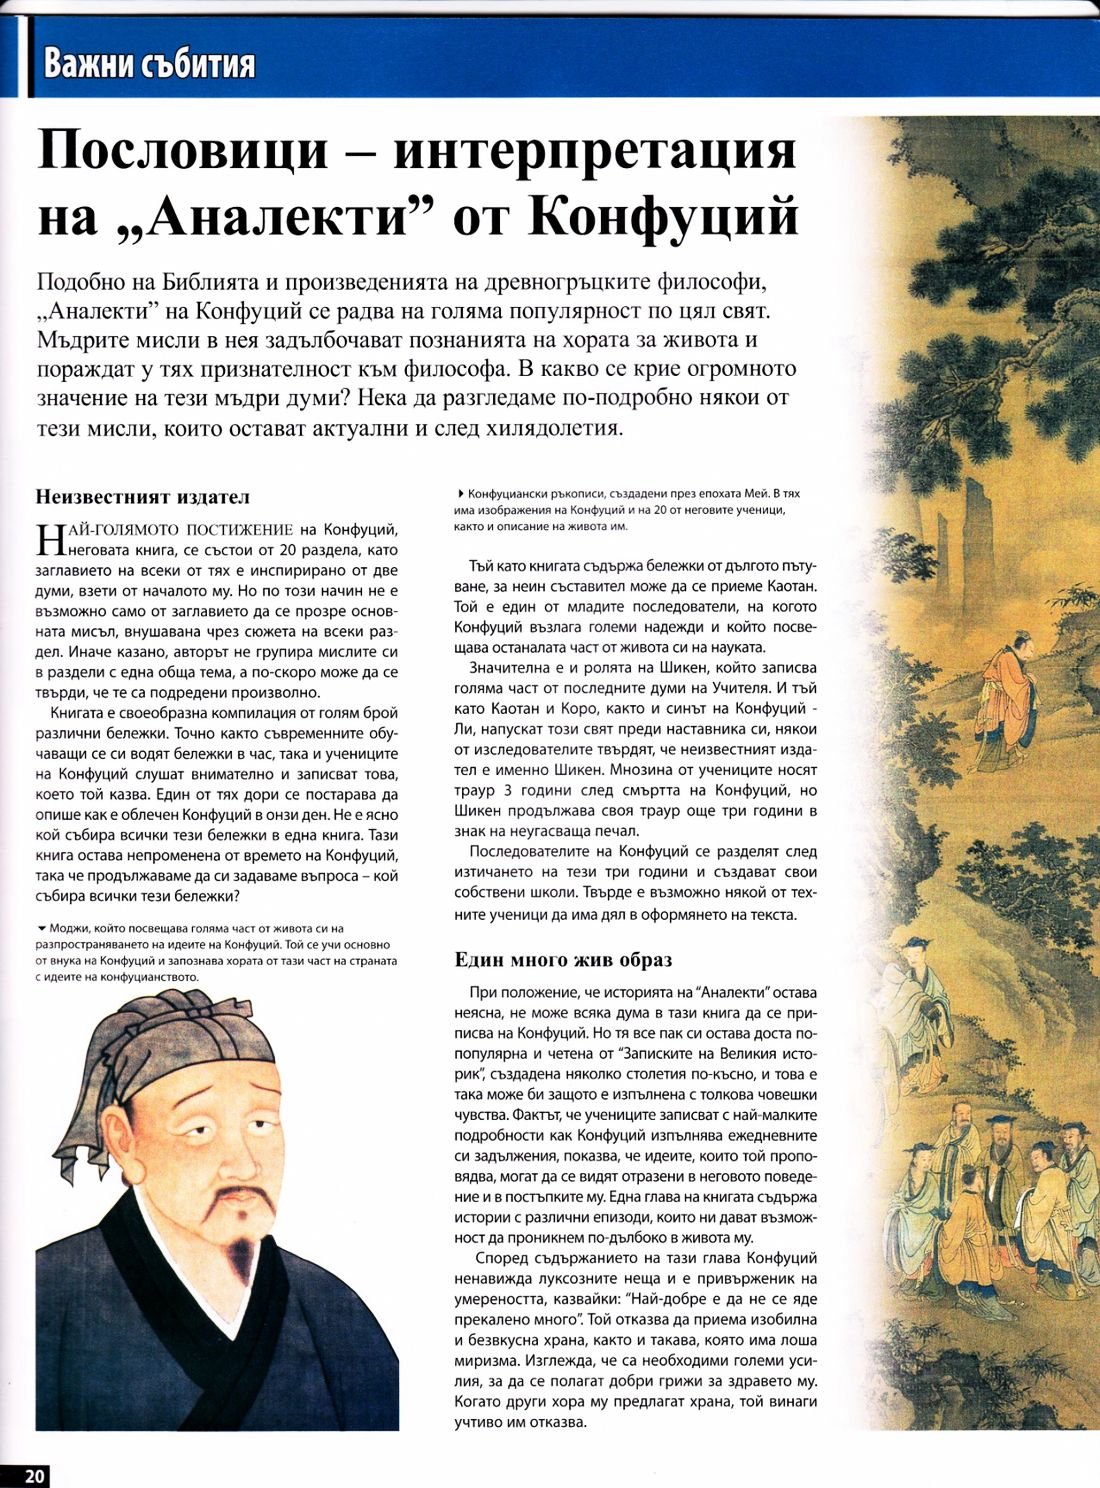 Важни събития
Пословици – интерпретация
на „Аналекти” от Конфуций
Подобно на Библията и произведенията на древногръцките философи,
„Аналекти” на Конфуций се радва на голяма популярност по цял свят.
Мъдрите мисли в нея задълбочават познанията на хората за живота и
пораждат у тях признателност към философа. В какво се крие огромното
значение на тези мъдри думи? Нека да разгледаме по-подробно някои от
тези мисли, които остават актуални и след хилядолетия.
Неизвестният издател
НАЙ-ГОЛЯМОТО ПОСТИЖЕНИЕ на Конфуций,
неговата книга, се състои от 20 раздела, като
заглавието на всеки от тях е инспирирано от две
думи, взети от началото му. Но по този начин не е
възможно само от заглавието да се прозре основ-
ната мисъл, внушавана чрез сюжета на всеки раз-
дел. Иначе казано, авторът не групира мислите си
в раздели с една обща тема, а по-скоро може да се
твърди, че те са подредени произволно.
Книгата е своеобразна компилация от голям брой
различни бележки. Точно както съвременните обу-
чаващи се си водят бележки в час, така и учениците
на Конфуций слушат внимателно и записват това,
което той казва. Един от тях дори се постарава да
опише как е облечен Конфуций в онзи ден. Не е ясно
кой събира всички тези бележки в една книга. Тази
книга остава непроменена от времето на Конфуций,
така че продължаваме да си задаваме въпроса – кой
събира всички тези бележки?
Моджи, който посвещава голяма част от живота си на
разпространяването на идеите на Конфуций. Той се учи основно
от внука на Конфуций и запознава хората от тази част на страната
с идеите на конфуцианството.
Конфуциански ръкописи, създадени през епохата Мей. В тях
има изображения на Конфуций и на 20 от неговите ученици,
както и описание на живота им.
Тъй като книгата съдържа бележки от дългото пъту-
ване, за неин съставител може да се приеме Каотан.
Той е един от младите последователи, на когото
Конфуций възлага големи надежди и който посве-
щава останалата част от живота си на науката.
Значителна е и ролята на Шикен, който записва
голяма част от последните думи на Учителя. И тъй
като Каотан и Коро, както и синът на Конфуций -
Ли, напускат този свят преди наставника си, някои
от изследователите твърдят, че неизвестният изда-
тел е именно Шикен. Мнозина от учениците носят
траур 3 години след смъртта на Конфуций, но
Шикен продължава своя траур още три години в
знак на неугасваща печал.
Последователите на Конфуций се разделят след
изтичането на тези три години и създават свои
собствени школи. Твърде е възможно някой от тех-
ните ученици да има дял в оформянето на текста.
Един много жив образ
При положение, че историята на “Аналекти” остава
неясна, не може всяка дума в тази книга да се при-
писва на Конфуций. Но тя все пак си остава доста по-
популярна и четена от “Записките на Великия исто-
рик”, създадена няколко столетия по-късно, и това е
така може би защото е изпълнена с толкова човешки
чувства. Фактът, че учениците записват с най-малките
подробности как Конфуций изпълнява ежедневните
си задължения, показва, че идеите, които той пропо-
вядва, могат да се видят отразени в неговото поведе-
ние и в постъпките му. Една глава на книгата съдържа
истории с различни епизоди, които ни дават възмож-
ност да проникнем по-дълбоко в живота му.
Според съдържанието на тази глава Конфуций
ненавижда луксозните неща и е привърженик на
умереността, казвайки: “Най-добре е да не се яде
прекалено много”. Той отказва да приема изобилна
и безвкусна храна, както и такава, която има лоша
миризма. Изглежда, че са необходими големи уси-
лия, за да се полагат добри грижи за здравето му.
Когато други хора му предлагат храна, той винаги
учтиво им отказва.
20